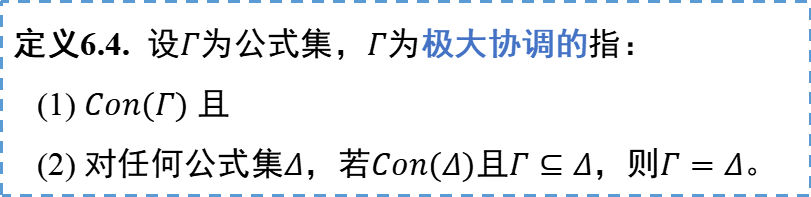 定义6.4. 设𝛤为公式集，𝛤为极大协调的指：
(1) 𝐶𝑜𝑛(𝛤) 且
(2) 对任何公式集𝛥，若𝐶𝑜𝑛(𝛥)且𝛤 ⊆ 𝛥，则𝛤 = 𝛥。